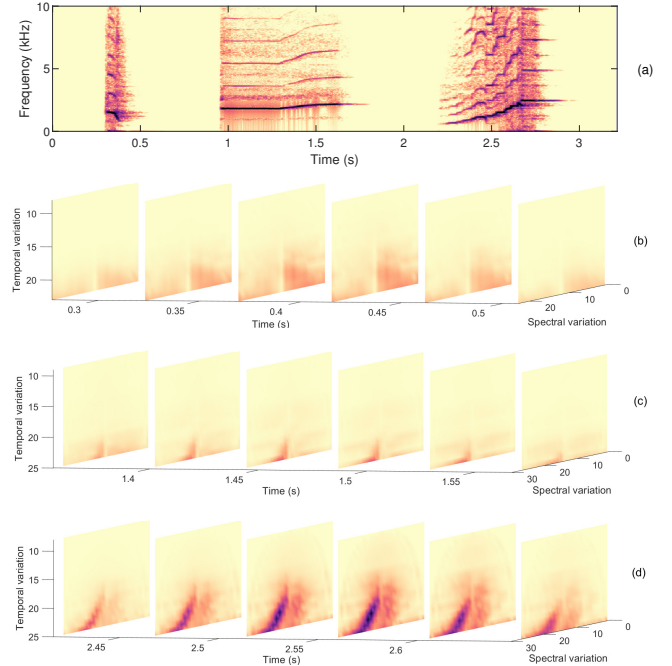 10
Frequency (kHz)
5
(a)
0
0 0.5 1 1.5 2 2.5 3
Time (s)
Temporal variation
10
15
20
(b)
0
10
20
0.3 0.35 0.4 0.45 0.5
Time (s)
Spectral variation
Temporal variation
10
15
20
25
(c)
0
10
20
30
1.4 1.45 1.5 1.55
Time (s)
Spectral variation
Temporal variation
10
15
20
25
(d)
0
10
20
30
2.45 2.5 2.55 2.6
Time (s)
Spectral variation